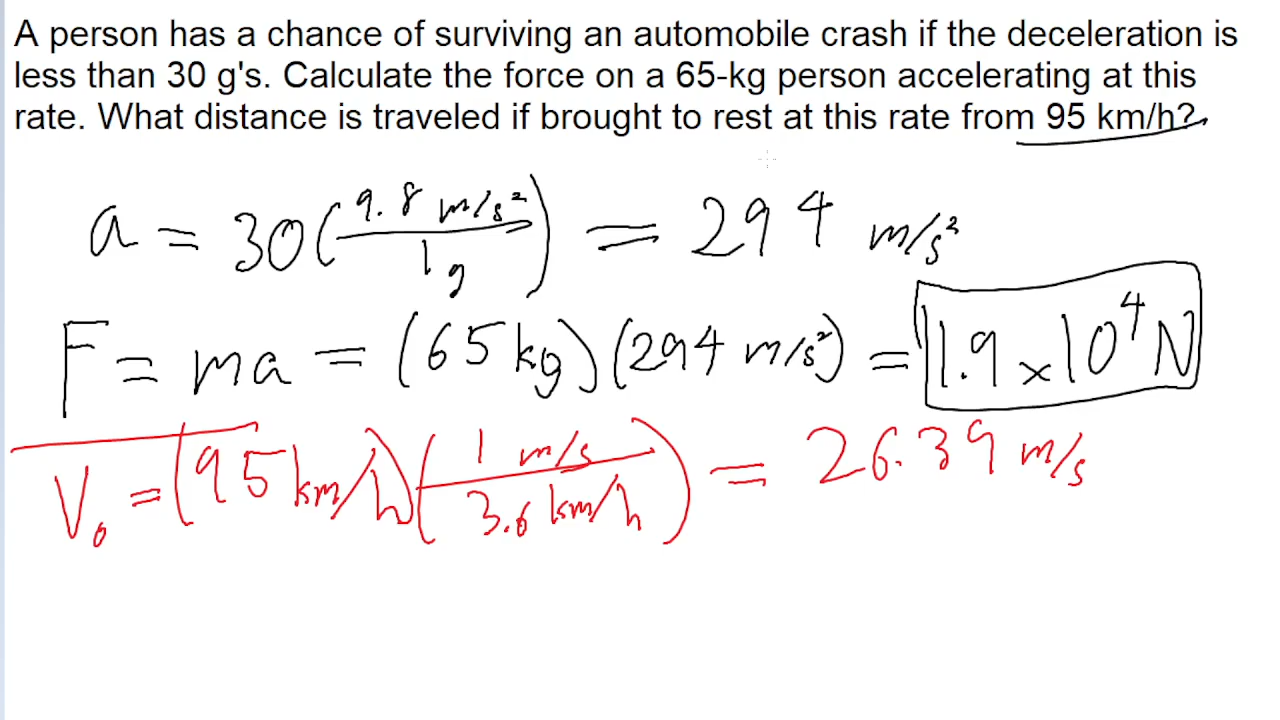 A person has a chance of surviving an automobile crash if the deceleration is
less than 30 g's. Calculate the force on a 65-kg person accelerating at this
rate. What distance is traveled if brought to rest at this rate from 95 km/h?
a = 30(9.8 m/s² / 1g) = 294 m/s²
F = ma = (65 kg)(294 m/s²) = 1.9 × 10⁴ N
V₀ = (95 km/h)(1 m/s / 3.6 km/h) = 26.39 m/s